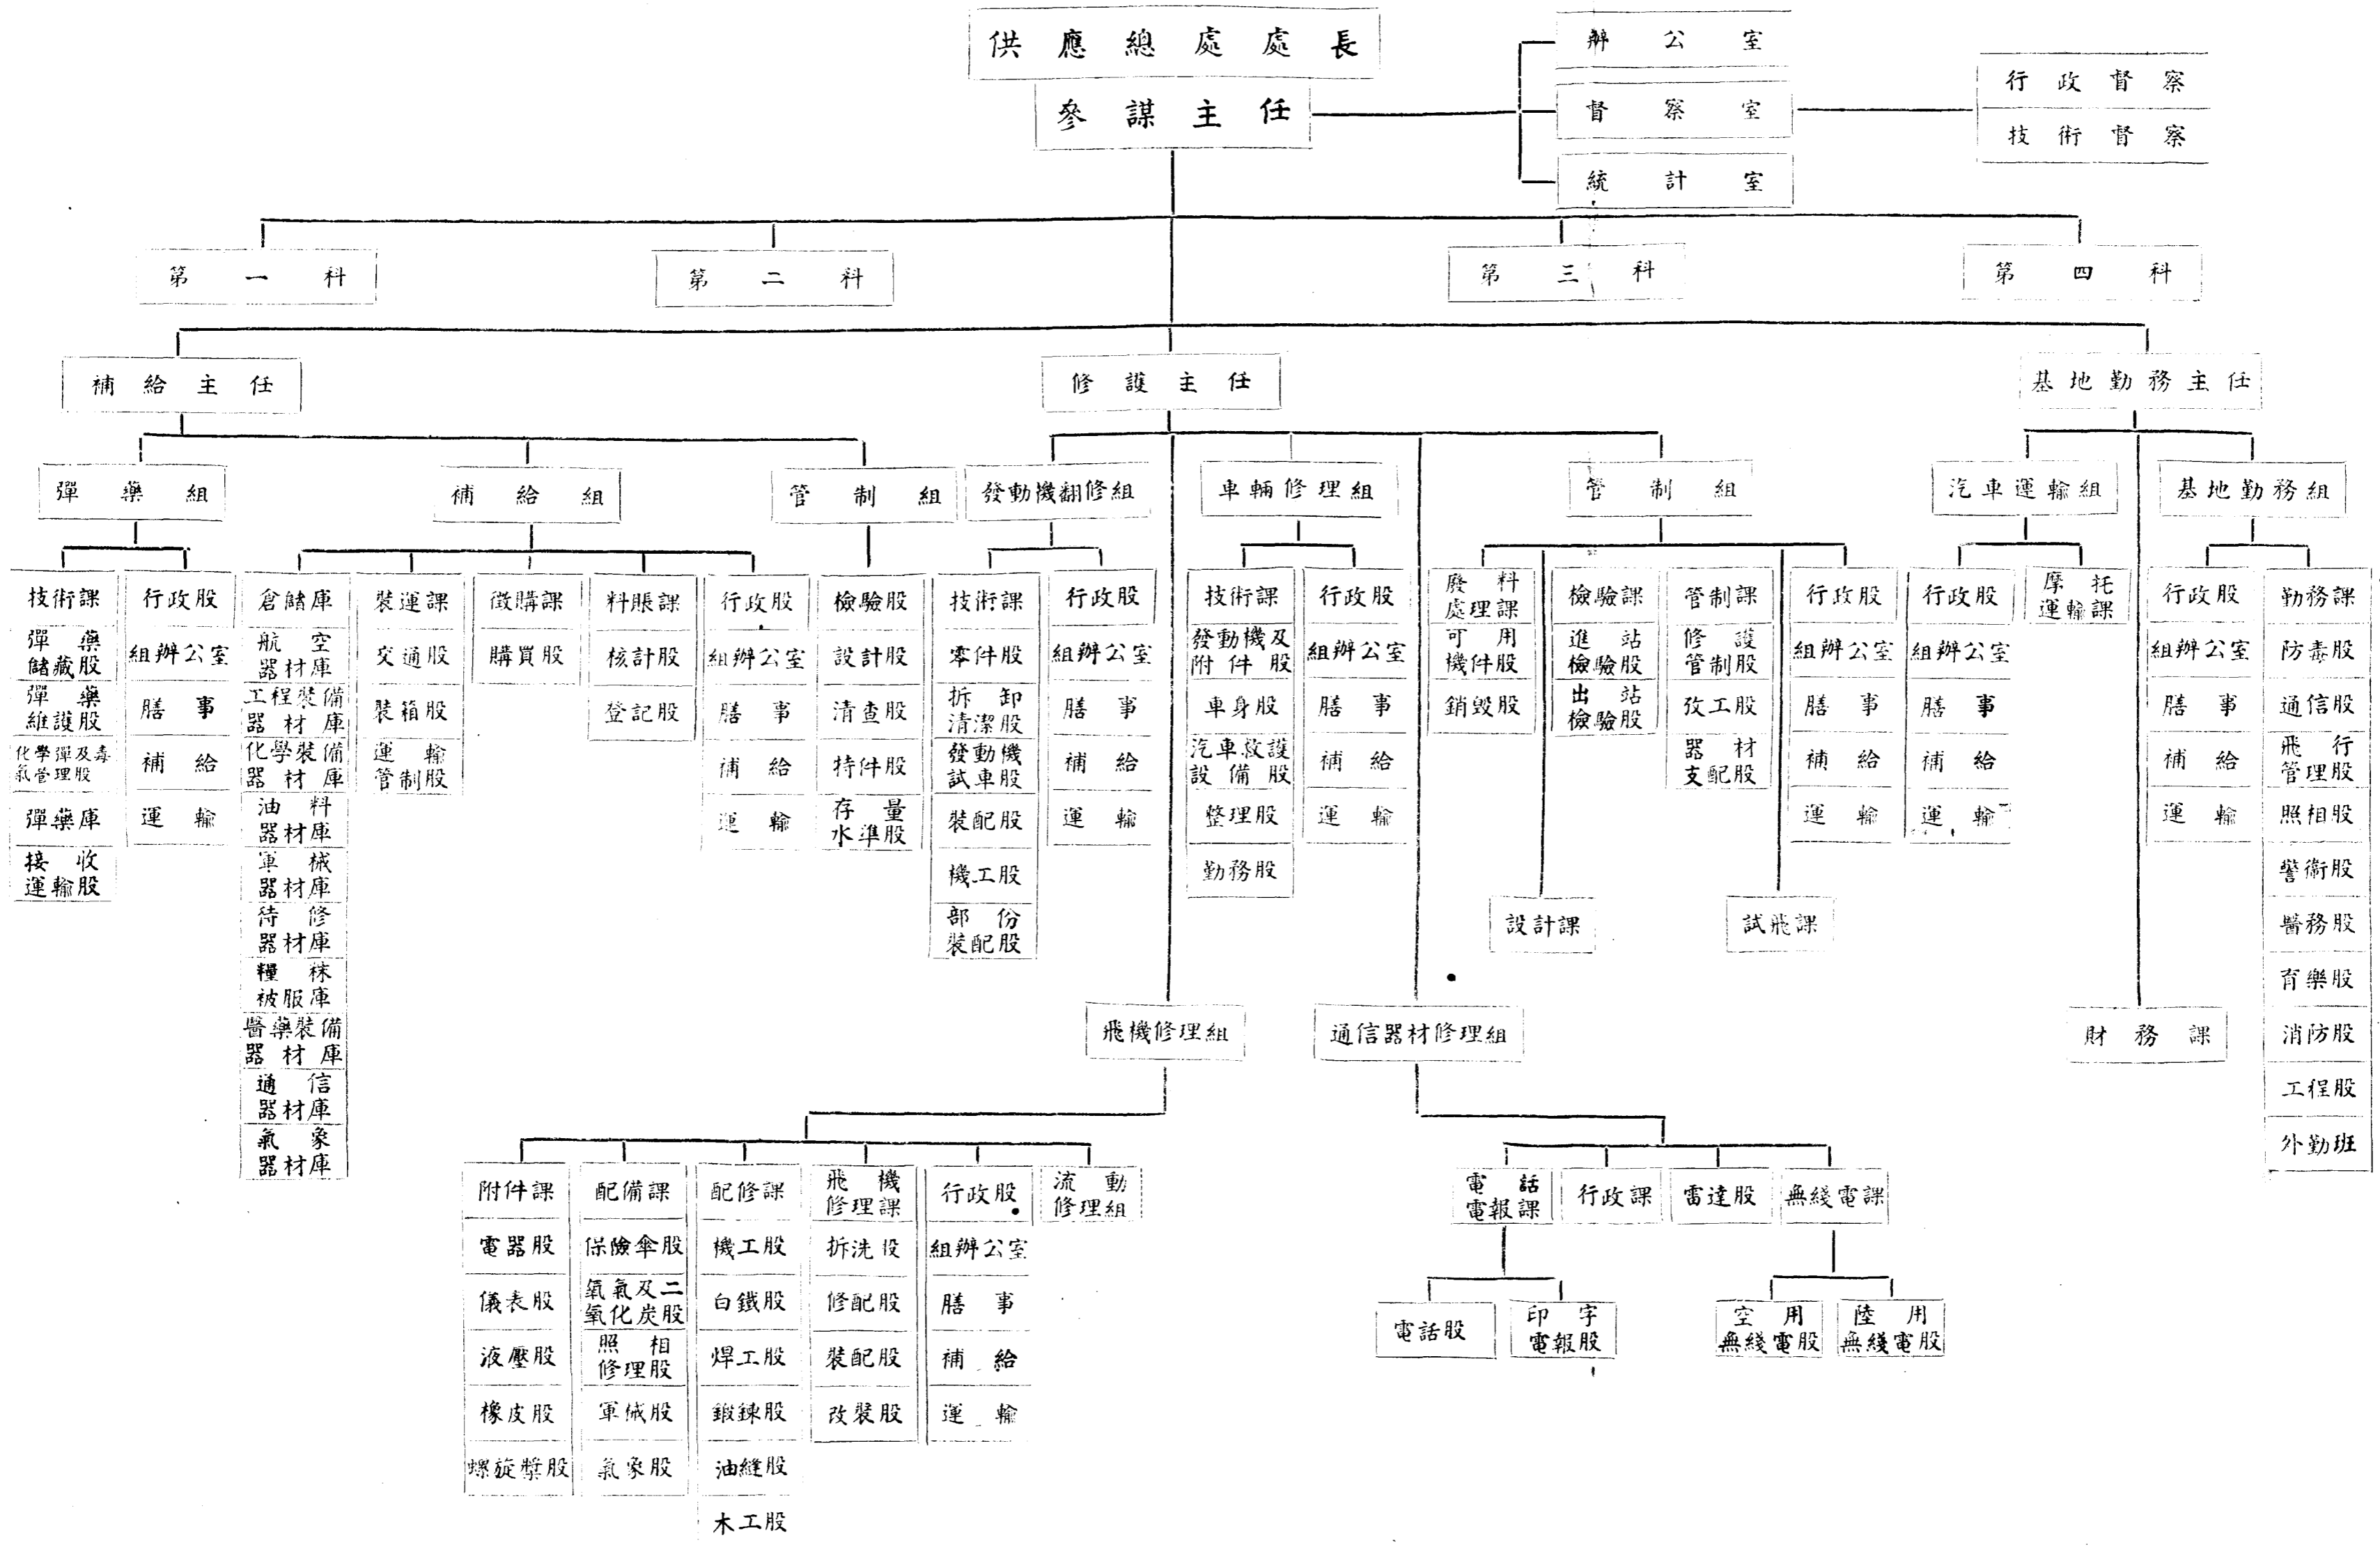 供應總處處長
參謀主任
辦公室
督察室
統計室
行政督察
技術督察
第一科
第二科
第三科
第四科
補給主任
修護主任
基地勤務主任
彈藥組
補給組
管制組
發動機翻修組
車輛修理組
管制組
汽車運輸組
基地勤務組
技術課
彈藥
儲藏股
彈藥
維護股
化學彈及毒
氣管理股
彈藥庫
接收
運輸股
行政股
組辦公室
膳事
補給
運輸
倉儲庫
航空
器材庫
工程裝備
器材庫
化學裝備
器材庫
油料
器材庫
軍械
器材庫
待修
器材庫
糧秣
被服庫
醫藥裝備
器材庫
通信
器材庫
氣象
器材庫
裝運課
交通股
裝箱股
運輸
管制股
徵購課
購買股
料賬課
核計股
登記股
行政股
組辦公室
膳事
補給
運輸
檢驗股
設計股
清查股
持件股
存量
水準股
技術課
零件股
拆卸
清潔股
發動機
試車股
裝配股
機工股
部份
裝配股
行政股
組辦公室
膳事
補給
運輸
技術課
發動機及
附件股
車身股
汽車救護
設備股
整理股
勤務股
行政股
組辦公室
膳事
補給
運輸
廢料
處理課
可用
機件股
銷毀股
檢驗課
進站
檢驗股
出站
檢驗股
管制課
修護
管制股
攷工股
器材
支配股
行政股
組辦公室
膳事
補給
運輸
設計課
試飛課
行政股
組辦公室
膳事
補給
運輸
摩托
運輸課
行政股
組辦公室
膳事
補給
運輸
勤務課
防毒股
通信股
飛行
管理股
照相股
警衞股
醫務股
育樂股
消防股
工程股
外勤班
飛機修理組
通信器材修理組
財務課
附件課
電器股
儀表股
液壓股
橡皮股
螺旋槳股
配備課
保險傘股
氧氣及二
氧化炭股
照相
修理股
軍械股
氣象股
配修課
機工股
白鐵股
焊工股
鍛鍊股
油縫股
木工股
飛機
修理課
拆洗股
修配股
裝配股
改裝股
行政股
組辦公室
膳事
補給
運輸
流動
修理組
電話
電報課
行政課
雷達股
無綫電課
電話股
印字
電報股
空用
無綫電股
陸用
無綫電股